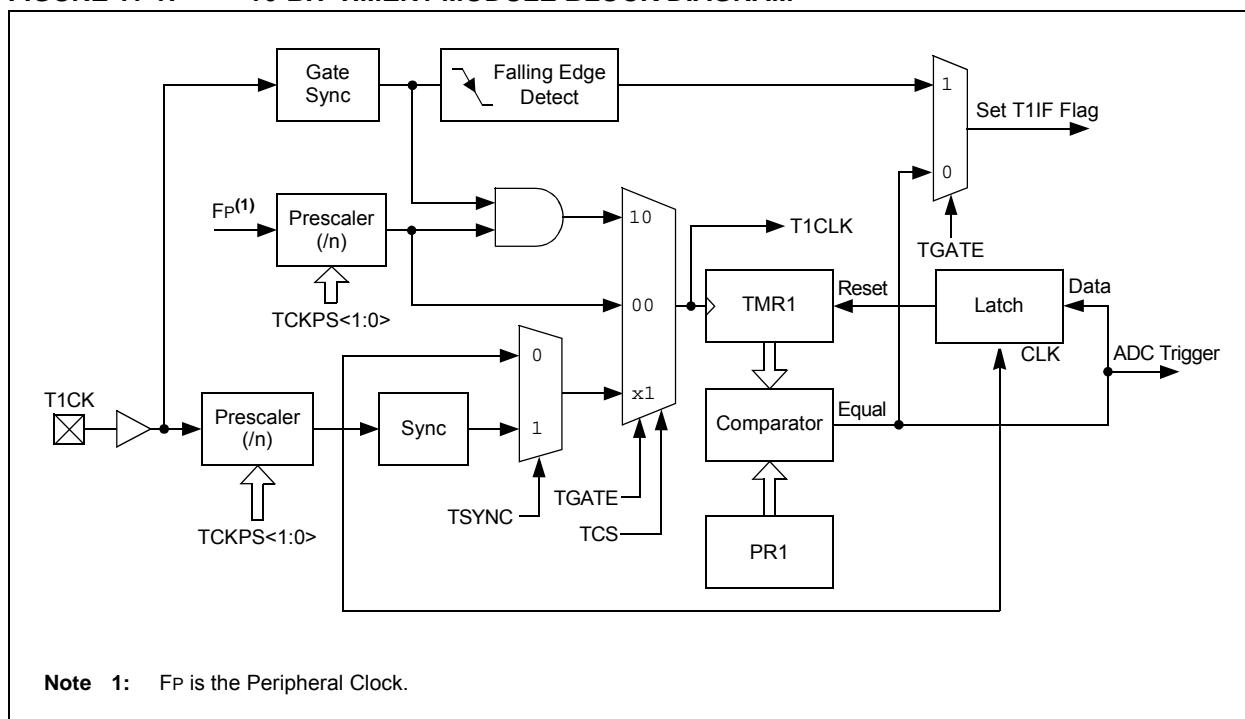 Gate
Sync
Falling Edge
Detect
1
Set T1IF Flag
0
TGATE
FP(1)
Prescaler
(/n)
TCKPS<1:0>
10
00
x1
T1CLK
TMR1
Reset
Latch
Data
CLK
ADC Trigger
0
1
T1CK
Prescaler
(/n)
TCKPS<1:0>
Sync
TSYNC
TGATE
TCS
Comparator
Equal
PR1
Note 1: FP is the Peripheral Clock.